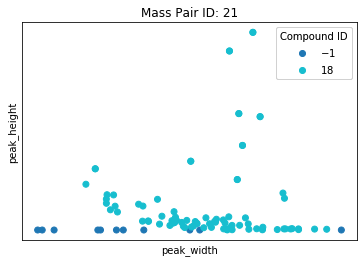 Mass Pair ID: 21
peak_height
Compound ID
−1
18
peak_width